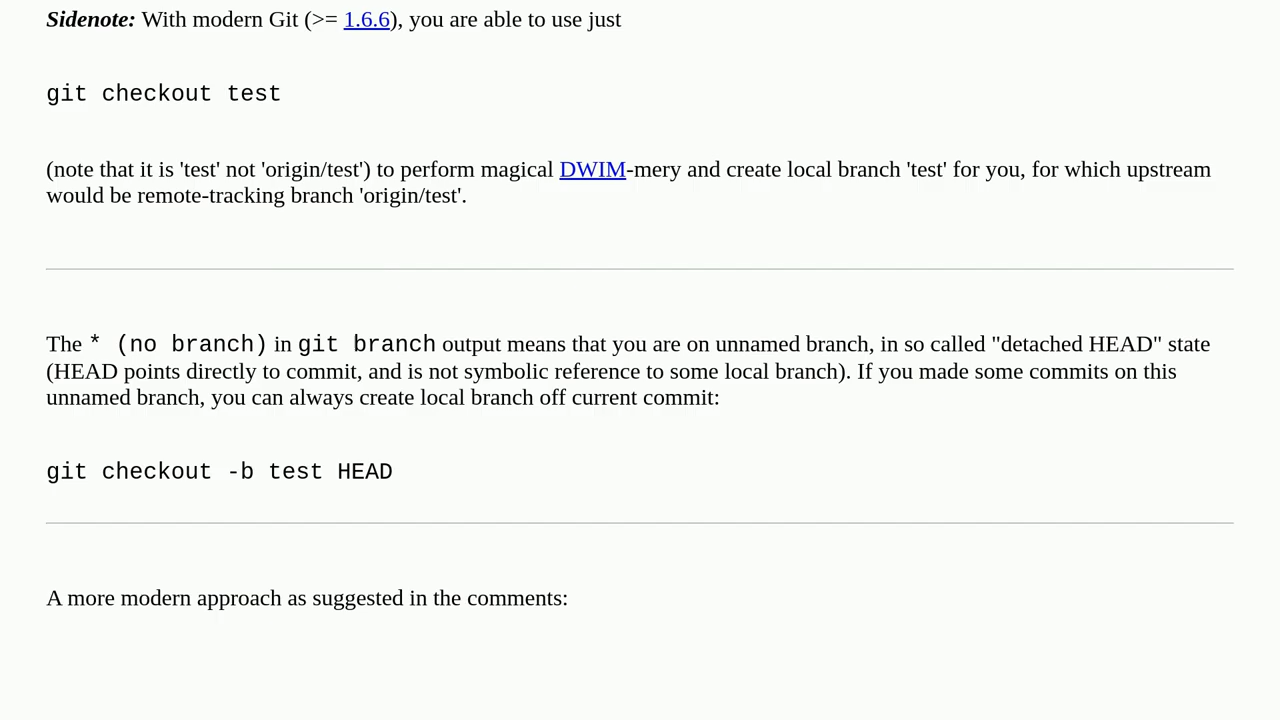 Sidenote: With modern Git (>= 1.6.6), you are able to use just
git checkout test
(note that it is 'test' not 'origin/test') to perform magical DWIM-mery and create local branch 'test' for you, for which upstream
would be remote-tracking branch 'origin/test'.
The * (no branch) in git branch output means that you are on unnamed branch, in so called "detached HEAD" state
(HEAD points directly to commit, and is not symbolic reference to some local branch). If you made some commits on this
unnamed branch, you can always create local branch off current commit:
git checkout -b test HEAD
A more modern approach as suggested in the comments: